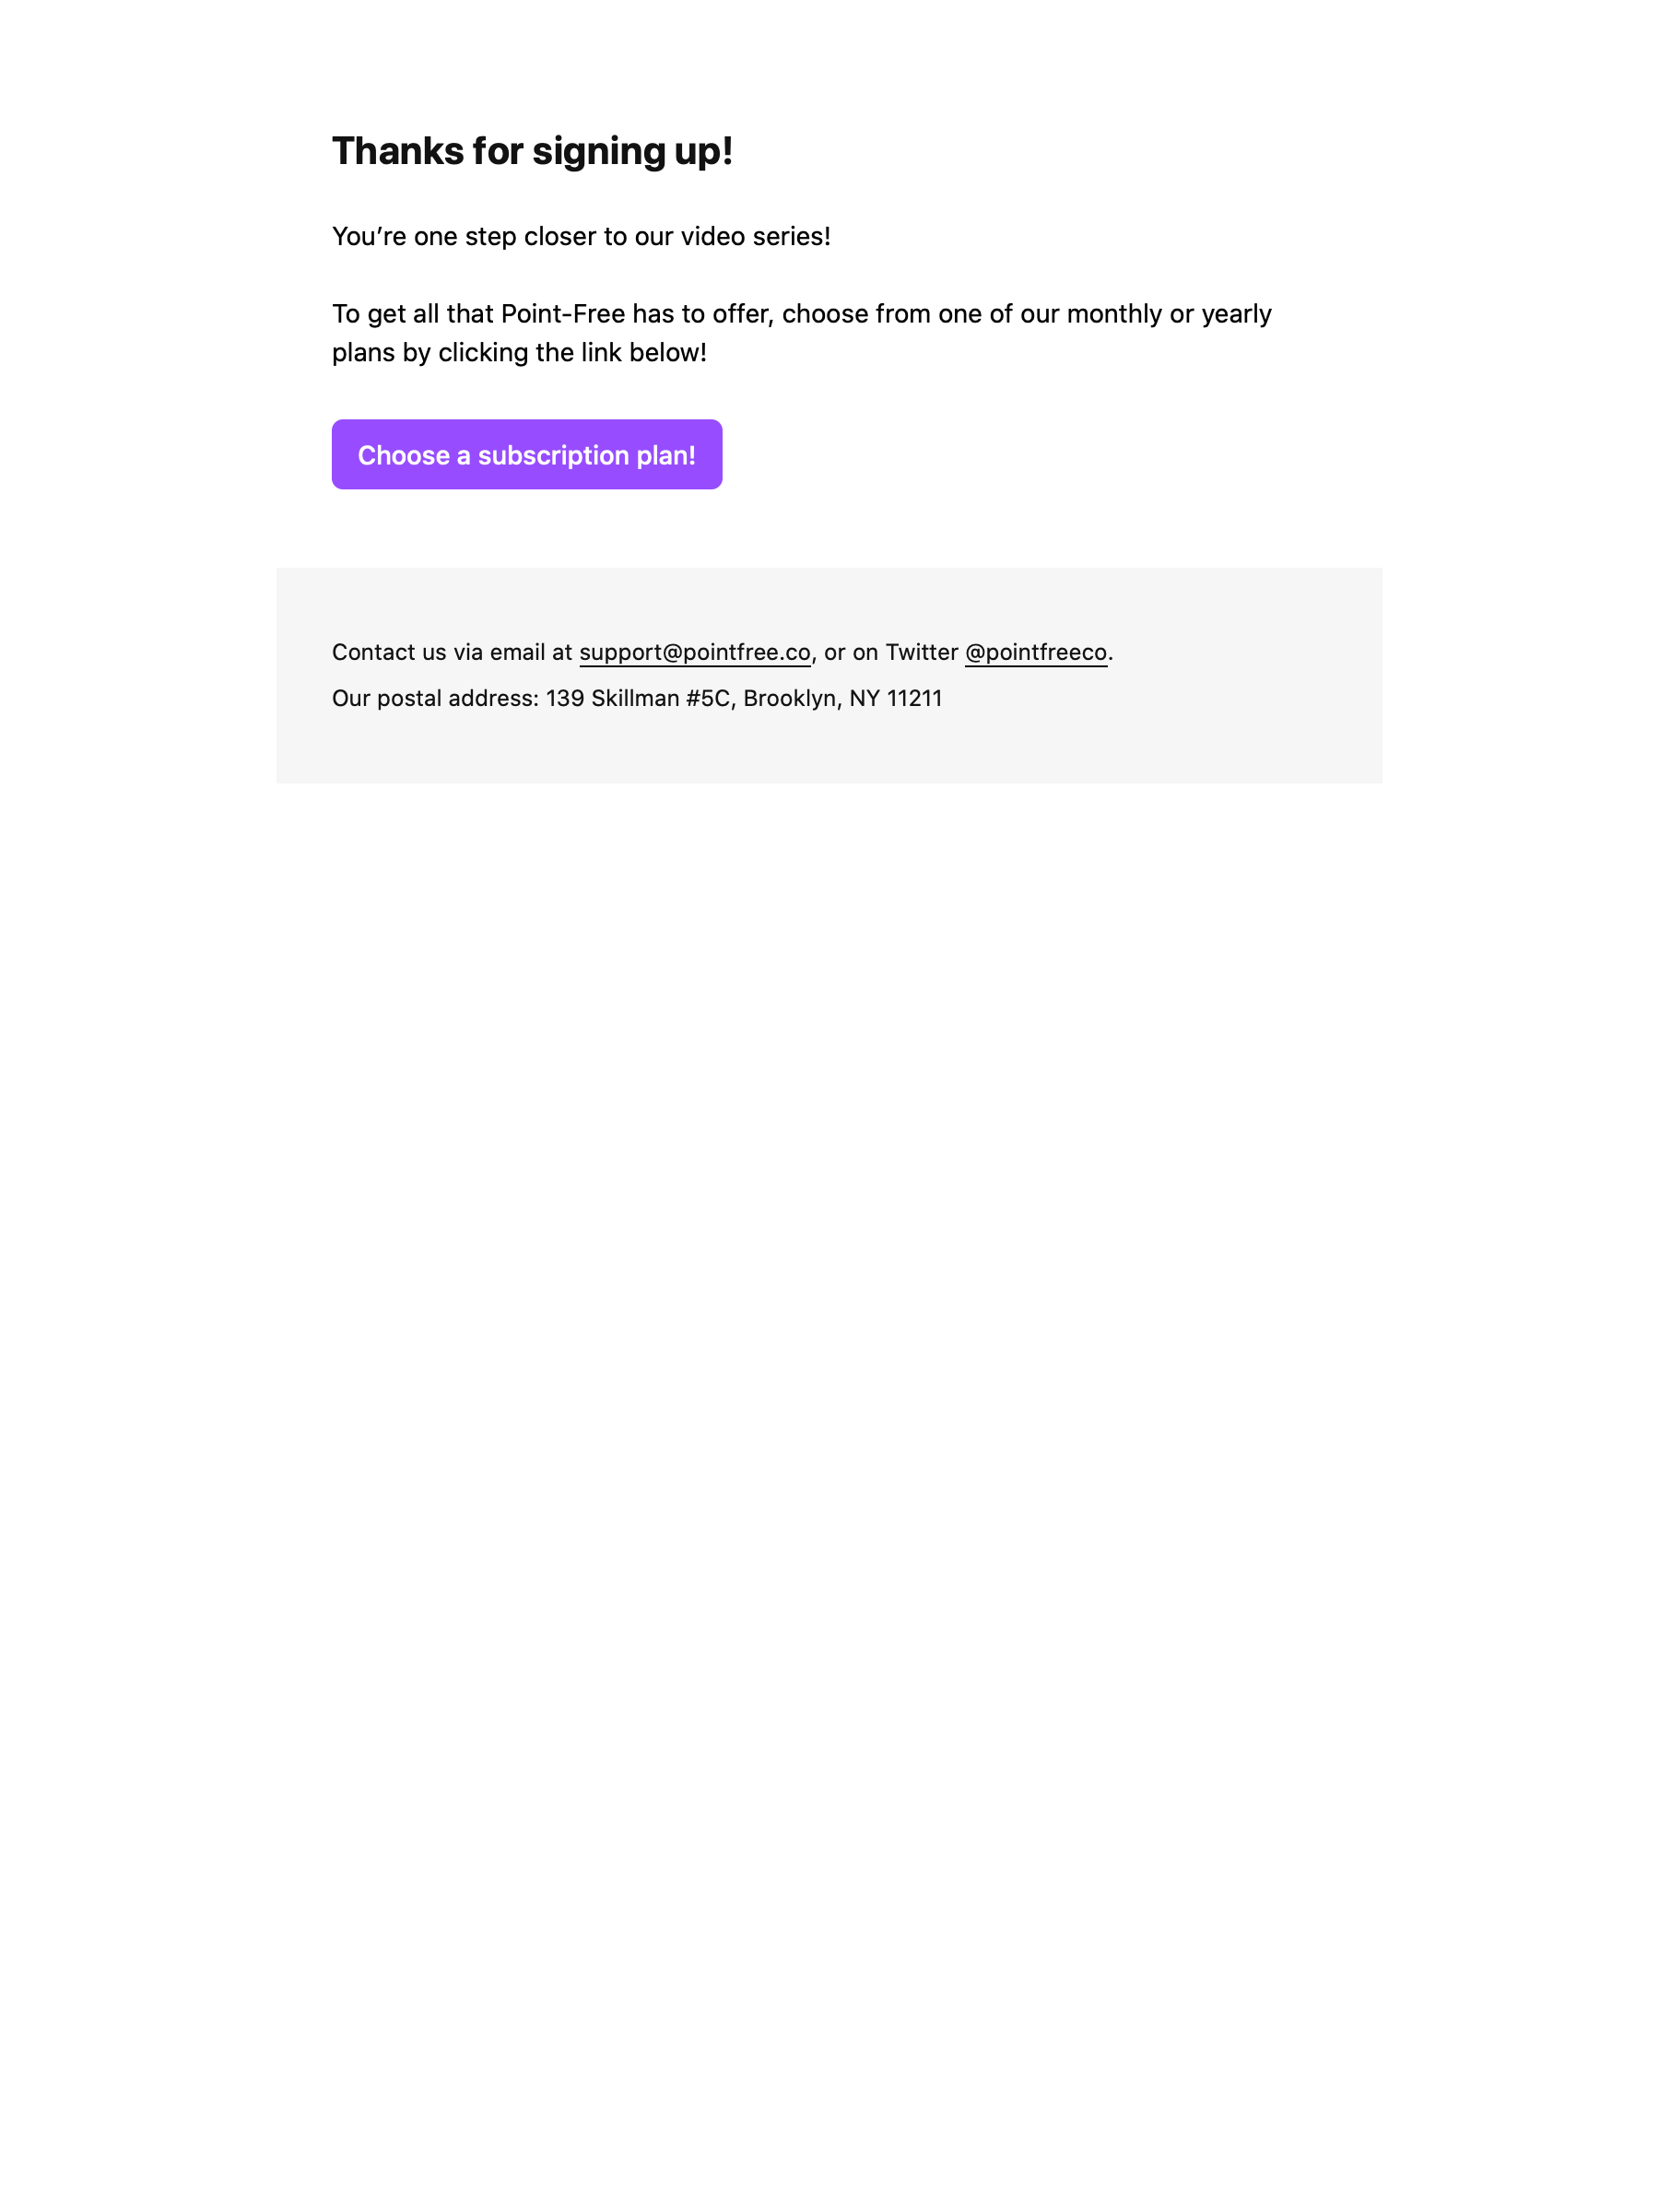 Thanks for signing up!
You’re one step closer to our video series!
To get all that Point-Free has to offer, choose from one of our monthly or yearly
plans by clicking the link below!
Choose a subscription plan!
Contact us via email at support@pointfree.co, or on Twitter @pointfreeco.
Our postal address: 139 Skillman #5C, Brooklyn, NY 11211